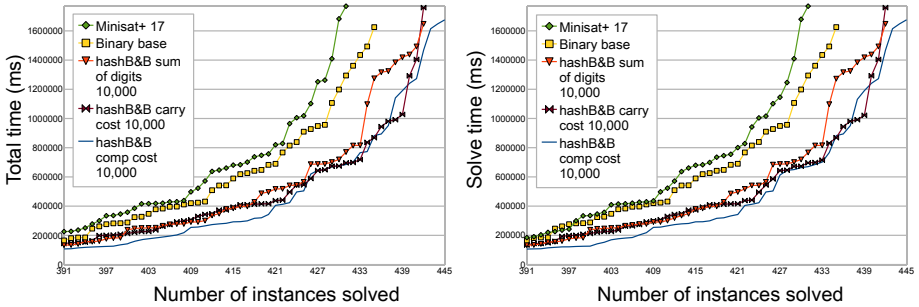 Total time (ms)
1600000
1400000
1200000
1000000
800000
600000
400000
200000
0
Minisat+ 17
Binary base
hashB&B sum
of digits
10,000
hashB&B carry
cost 10,000
hashB&B
comp cost
10,000
391 397 403 409 415 421 427 433 439 445
Number of instances solved
Solve time (ms)
1600000
1400000
1200000
1000000
800000
600000
400000
200000
0
Minisat+ 17
Binary base
hashB&B sum
of digits
10,000
hashB&B carry
cost 10,000
hashB&B
comp cost
10,000
391 397 403 409 415 421 427 433 439 445
Number of instances solved